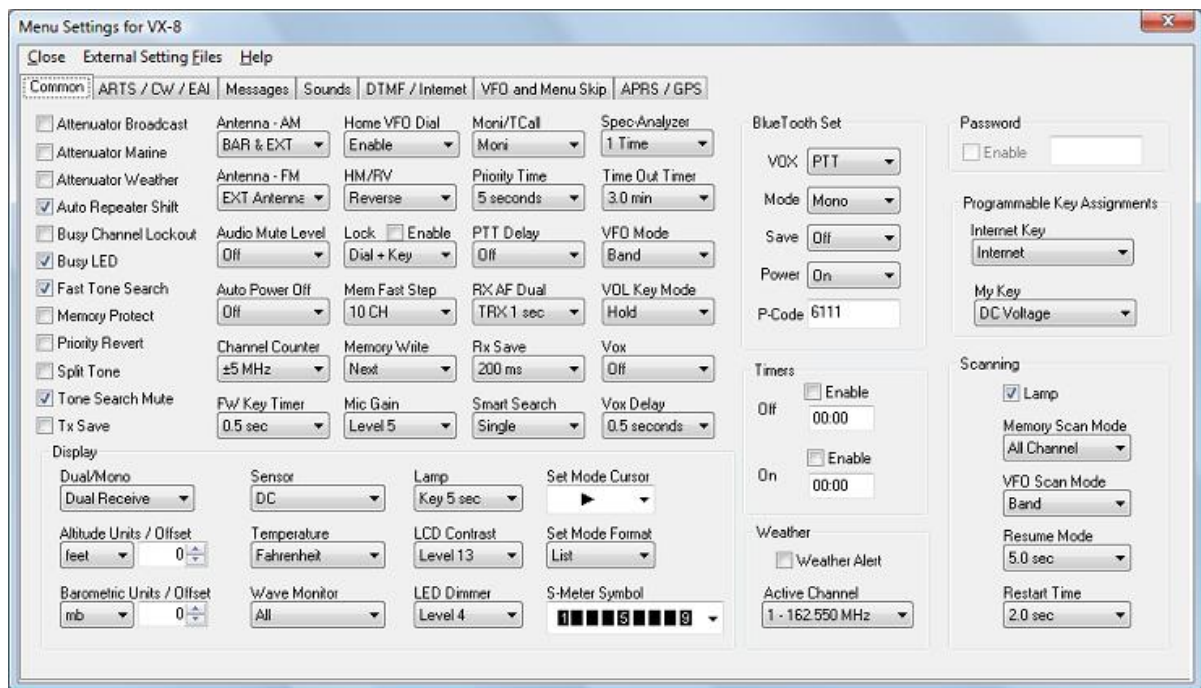 Menu Settings for VX-8
Close External Setting Files Help
Common ARTS / CW / EAI Messages Sounds DTMF / Internet VFO and Menu Skip APRS / GPS
Attenuator Broadcast
Attenuator Marine
Attenuator Weather
Auto Repeater Shift
Busy Channel Lockout
Busy LED
Fast Tone Search
Memory Protect
Priority Revert
Split Tone
Tone Search Mute
Tx Save
Antenna - AM
BAR & EXT
Antenna - FM
EXT Antenna
Audio Mute Level
Off
Auto Power Off
Off
Channel Counter
±5 MHz
FW Key Timer
0.5 sec
Home VFO Dial
Enable
HM/RV
Reverse
Lock Enable
Dial + Key
Mem Fast Step
10 CH
Memory Write
Next
Mic Gain
Level 5
Moni/TCall
Moni
Priority Time
5 seconds
PTT Delay
Off
RX AF Dual
TRX 1 sec
Rx Save
200 ms
Smart Search
Single
Spec-Analyzer
1 Time
Time Out Timer
3.0 min
VFO Mode
Band
VOL Key Mode
Hold
Vox
Off
Vox Delay
0.5 seconds
Display
Dual/Mono
Dual Receive
Altitude Units / Offset
feet 0
Barometric Units / Offset
mb 0
Sensor
DC
Temperature
Fahrenheit
Wave Monitor
All
Lamp
Key 5 sec
LCD Contrast
Level 13
LED Dimmer
Level 4
Set Mode Cursor
Set Mode Format
List
S-Meter Symbol
1 5 9
BlueTooth Set
VOX PTT
Mode Mono
Save Off
Power On
P-Code 6111
Timers
Enable
Off 00:00
Enable
On 00:00
Weather
Weather Alert
Active Channel
1 - 162.550 MHz
Password
Enable
Programmable Key Assignments
Internet Key
Internet
My Key
DC Voltage
Scanning
Lamp
Memory Scan Mode
All Channel
VFO Scan Mode
Band
Resume Mode
5.0 sec
Restart Time
2.0 sec